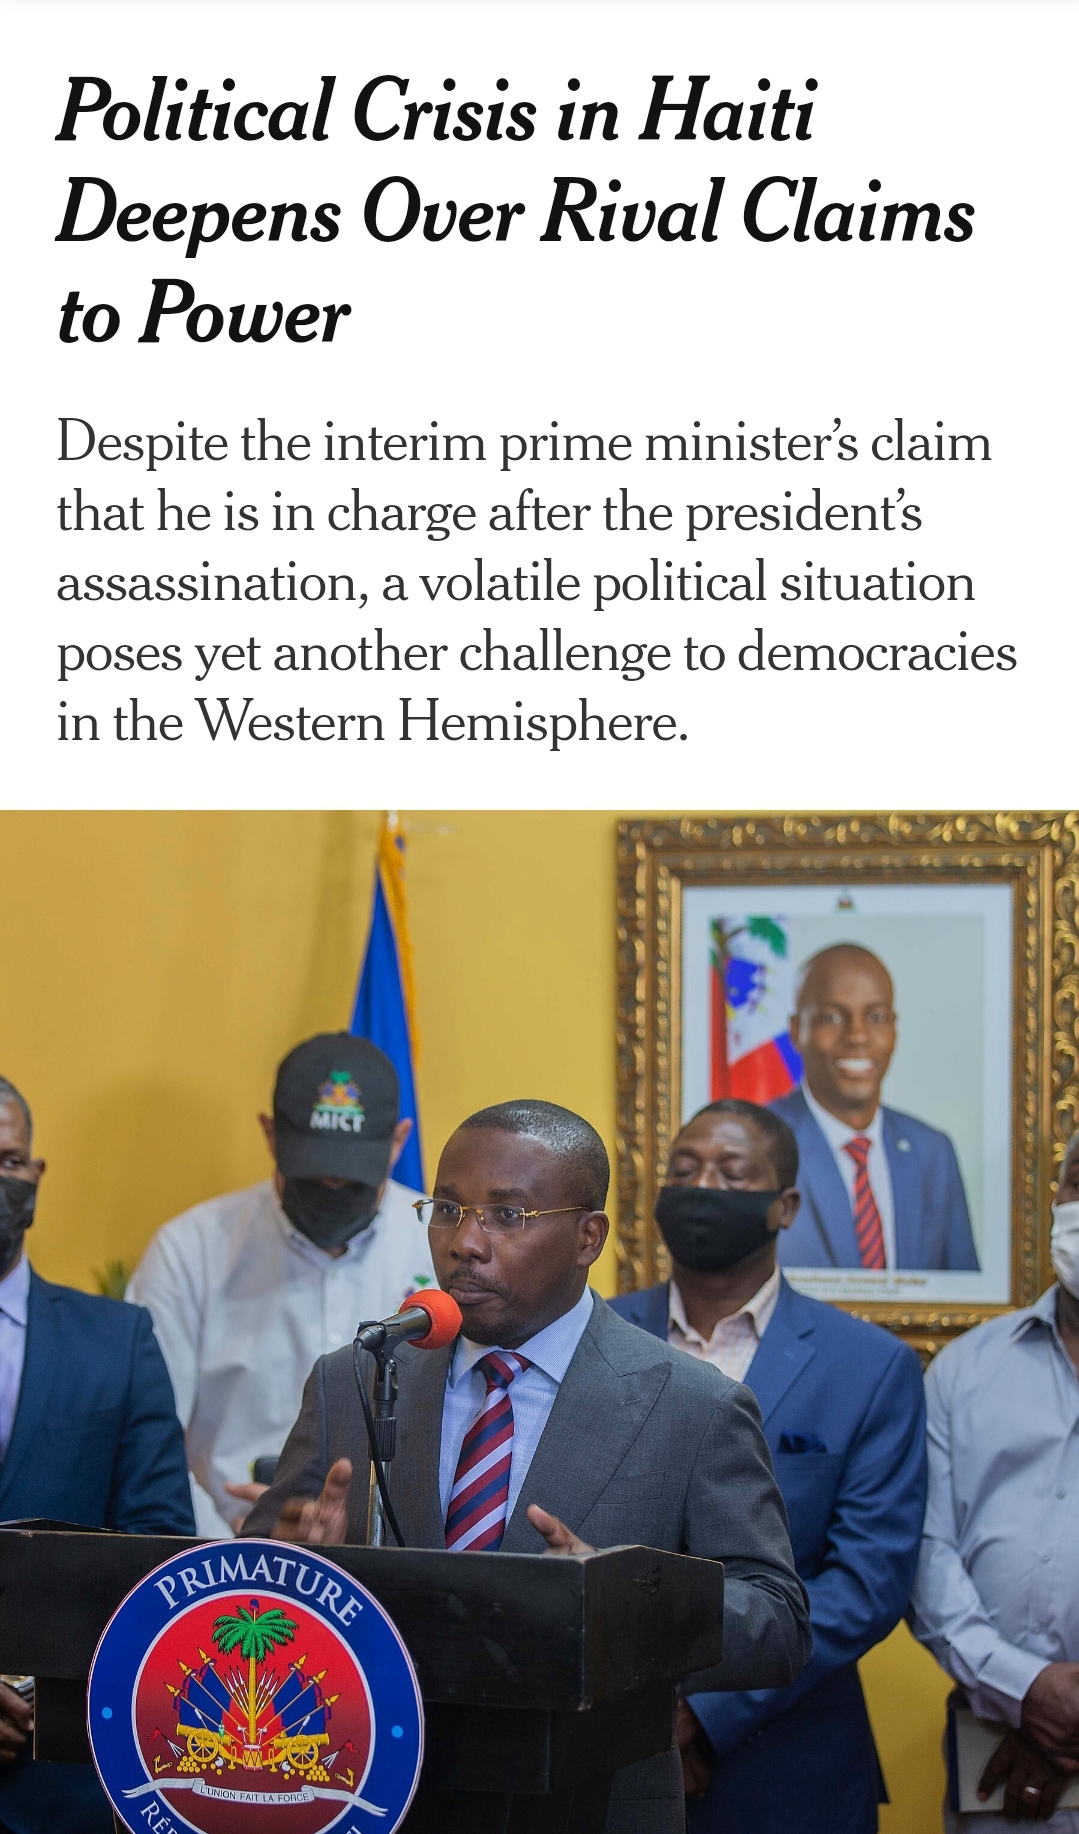 Political Crisis in Haiti
Deepens Over Rival Claims
to Power
Despite the interim prime minister’s claim
that he is in charge after the president’s
assassination, a volatile political situation
poses yet another challenge to democracies
in the Western Hemisphere.
MICT
PRIMATURE
L'UNION FAIT LA FORCE